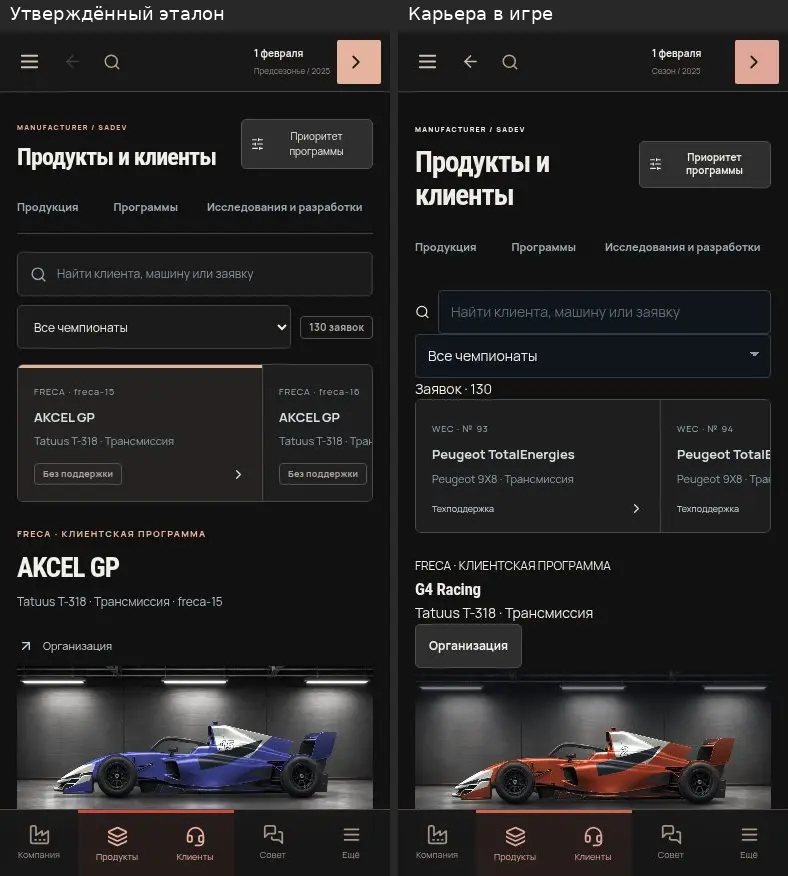 Утверждённый эталон
1 февраля
Предсезонье / 2025
MANUFACTURER / SADEV
Продукты и клиенты
Приоритет
программы
Продукция Программы Исследования и разработки
Найти клиента, машину или заявку
Все чемпионаты
130 заявок
FRECA · freca-15
AKCEL GP
Tatuus T-318 · Трансмиссия
Без поддержки
FRECA · freca-16
AKCEL GP
Tatuus T-318 · Тран
Без поддержки
FRECA · КЛИЕНТСКАЯ ПРОГРАММА
AKCEL GP
Tatuus T-318 · Трансмиссия · freca-15
Организация
Компания Продукты Клиенты Совет Ещё
Карьера в игре
1 февраля
Сезон / 2025
MANUFACTURER / SADEV
Продукты и
клиенты
Приоритет
программы
Продукция Программы Исследования и разработки
Найти клиента, машину или заявку
Все чемпионаты
Заявок · 130
WEC · № 93
Peugeot TotalEnergies
Peugeot 9X8 · Трансмиссия
Техподдержка
WEC · № 94
Peugeot TotalE
Peugeot 9X8 · Тра
Техподдержка
FRECA · КЛИЕНТСКАЯ ПРОГРАММА
G4 Racing
Tatuus T-318 · Трансмиссия
Организация
Компания Продукты Клиенты Совет Ещё